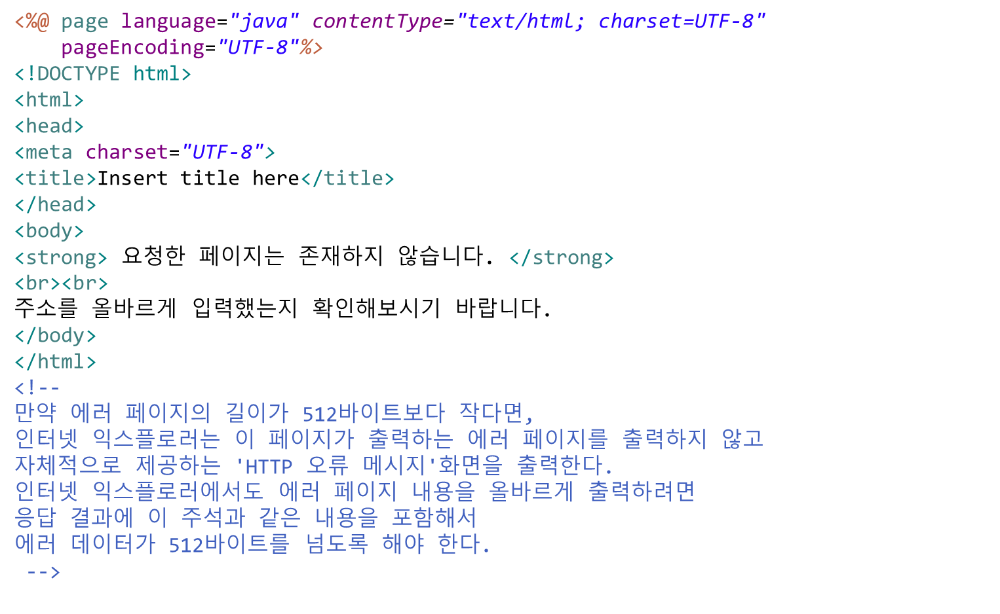 <%@ page language="java" contentType="text/html; charset=UTF-8"
    pageEncoding="UTF-8"%>
<!DOCTYPE html>
<html>
<head>
<meta charset="UTF-8">
<title>Insert title here</title>
</head>
<body>
<strong> 요청한 페이지는 존재하지 않습니다. </strong>
<br><br>
주소를 올바르게 입력했는지 확인해보시기 바랍니다.
</body>
</html>
<!--
만약 에러 페이지의 길이가 512바이트보다 작다면,
인터넷 익스플로러는 이 페이지가 출력하는 에러 페이지를 출력하지 않고
자체적으로 제공하는 'HTTP 오류 메시지'화면을 출력한다.
인터넷 익스플로러에서도 에러 페이지 내용을 올바르게 출력하려면
응답 결과에 이 주석과 같은 내용을 포함해서
에러 데이터가 512바이트를 넘도록 해야 한다.
 -->